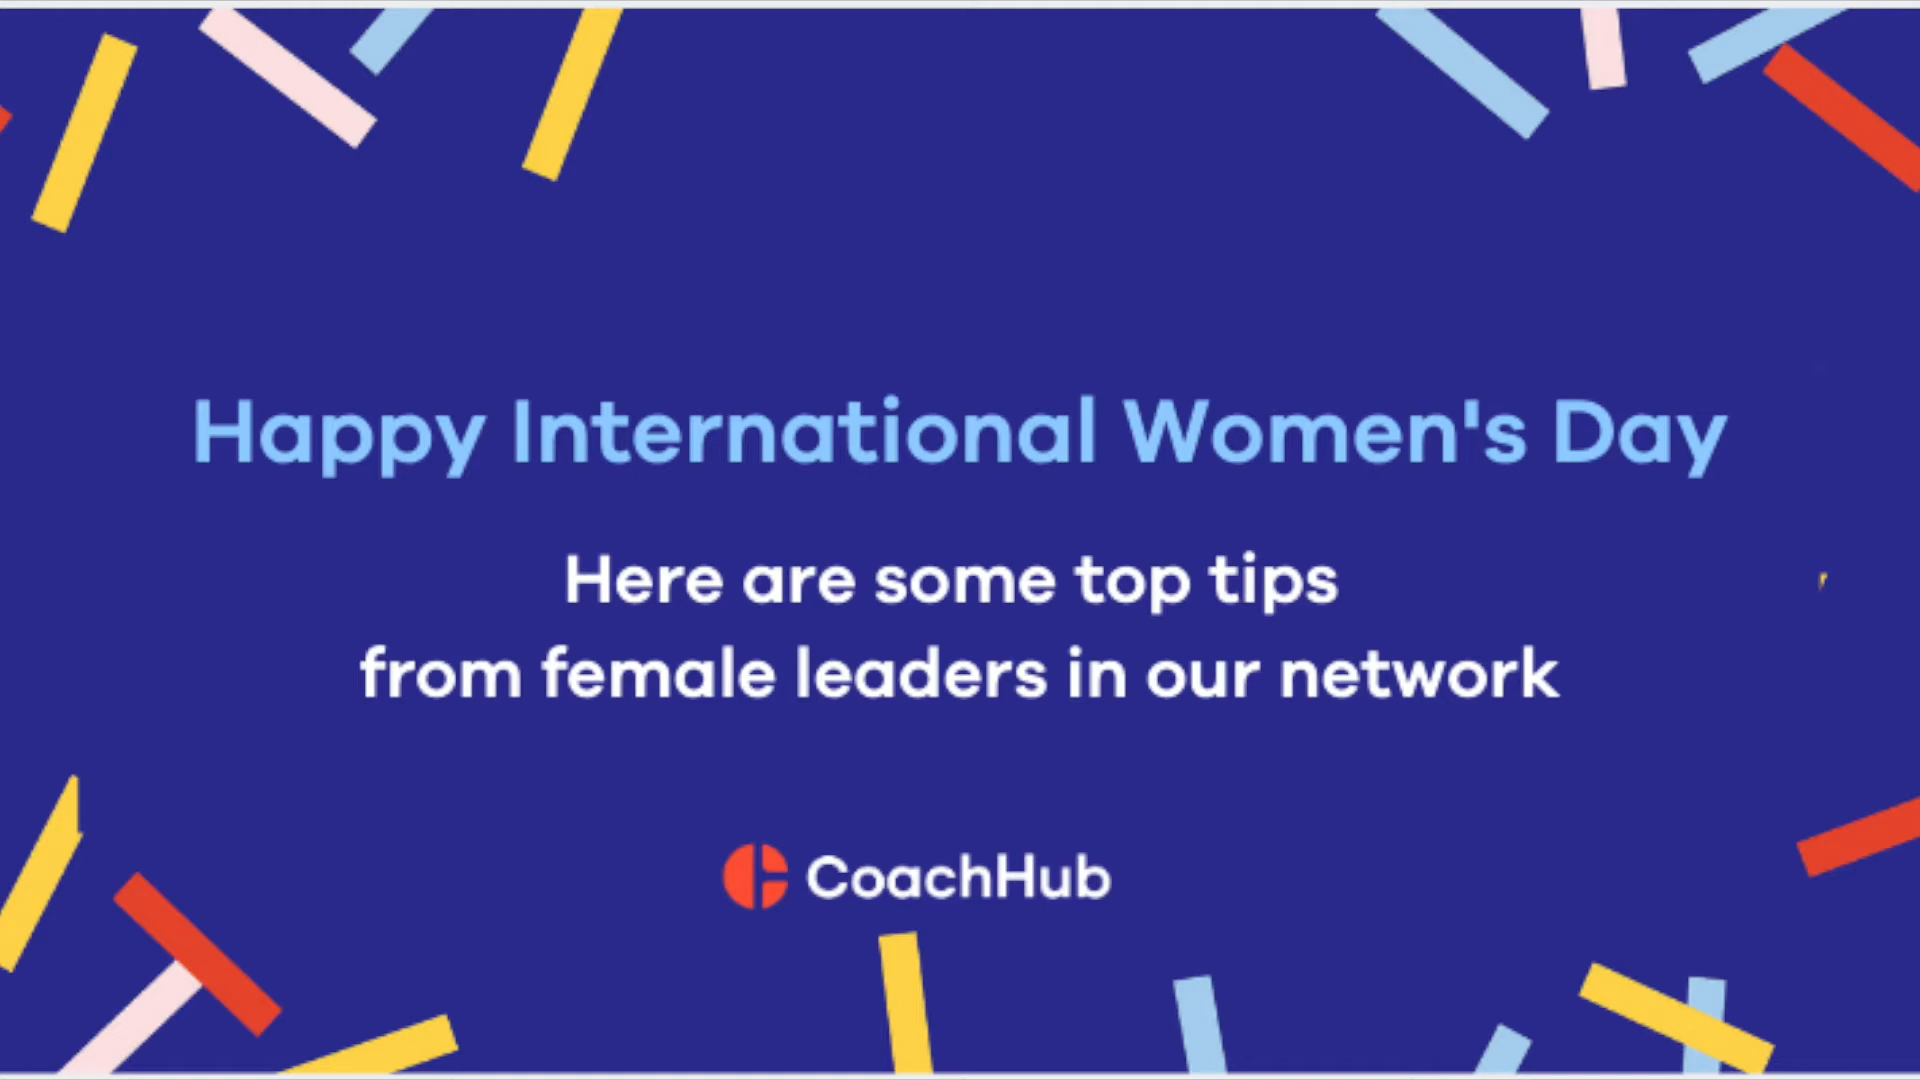 Happy International Women's Day
Here are some top tips
from female leaders in our network
CoachHub